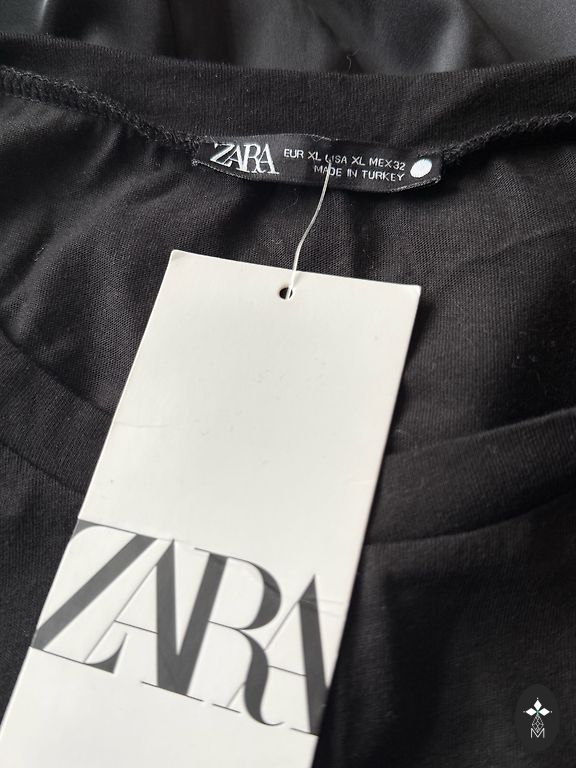 ZARA
EUR XL USA XL MEX 32
MADE IN TURKEY
ZARA
M